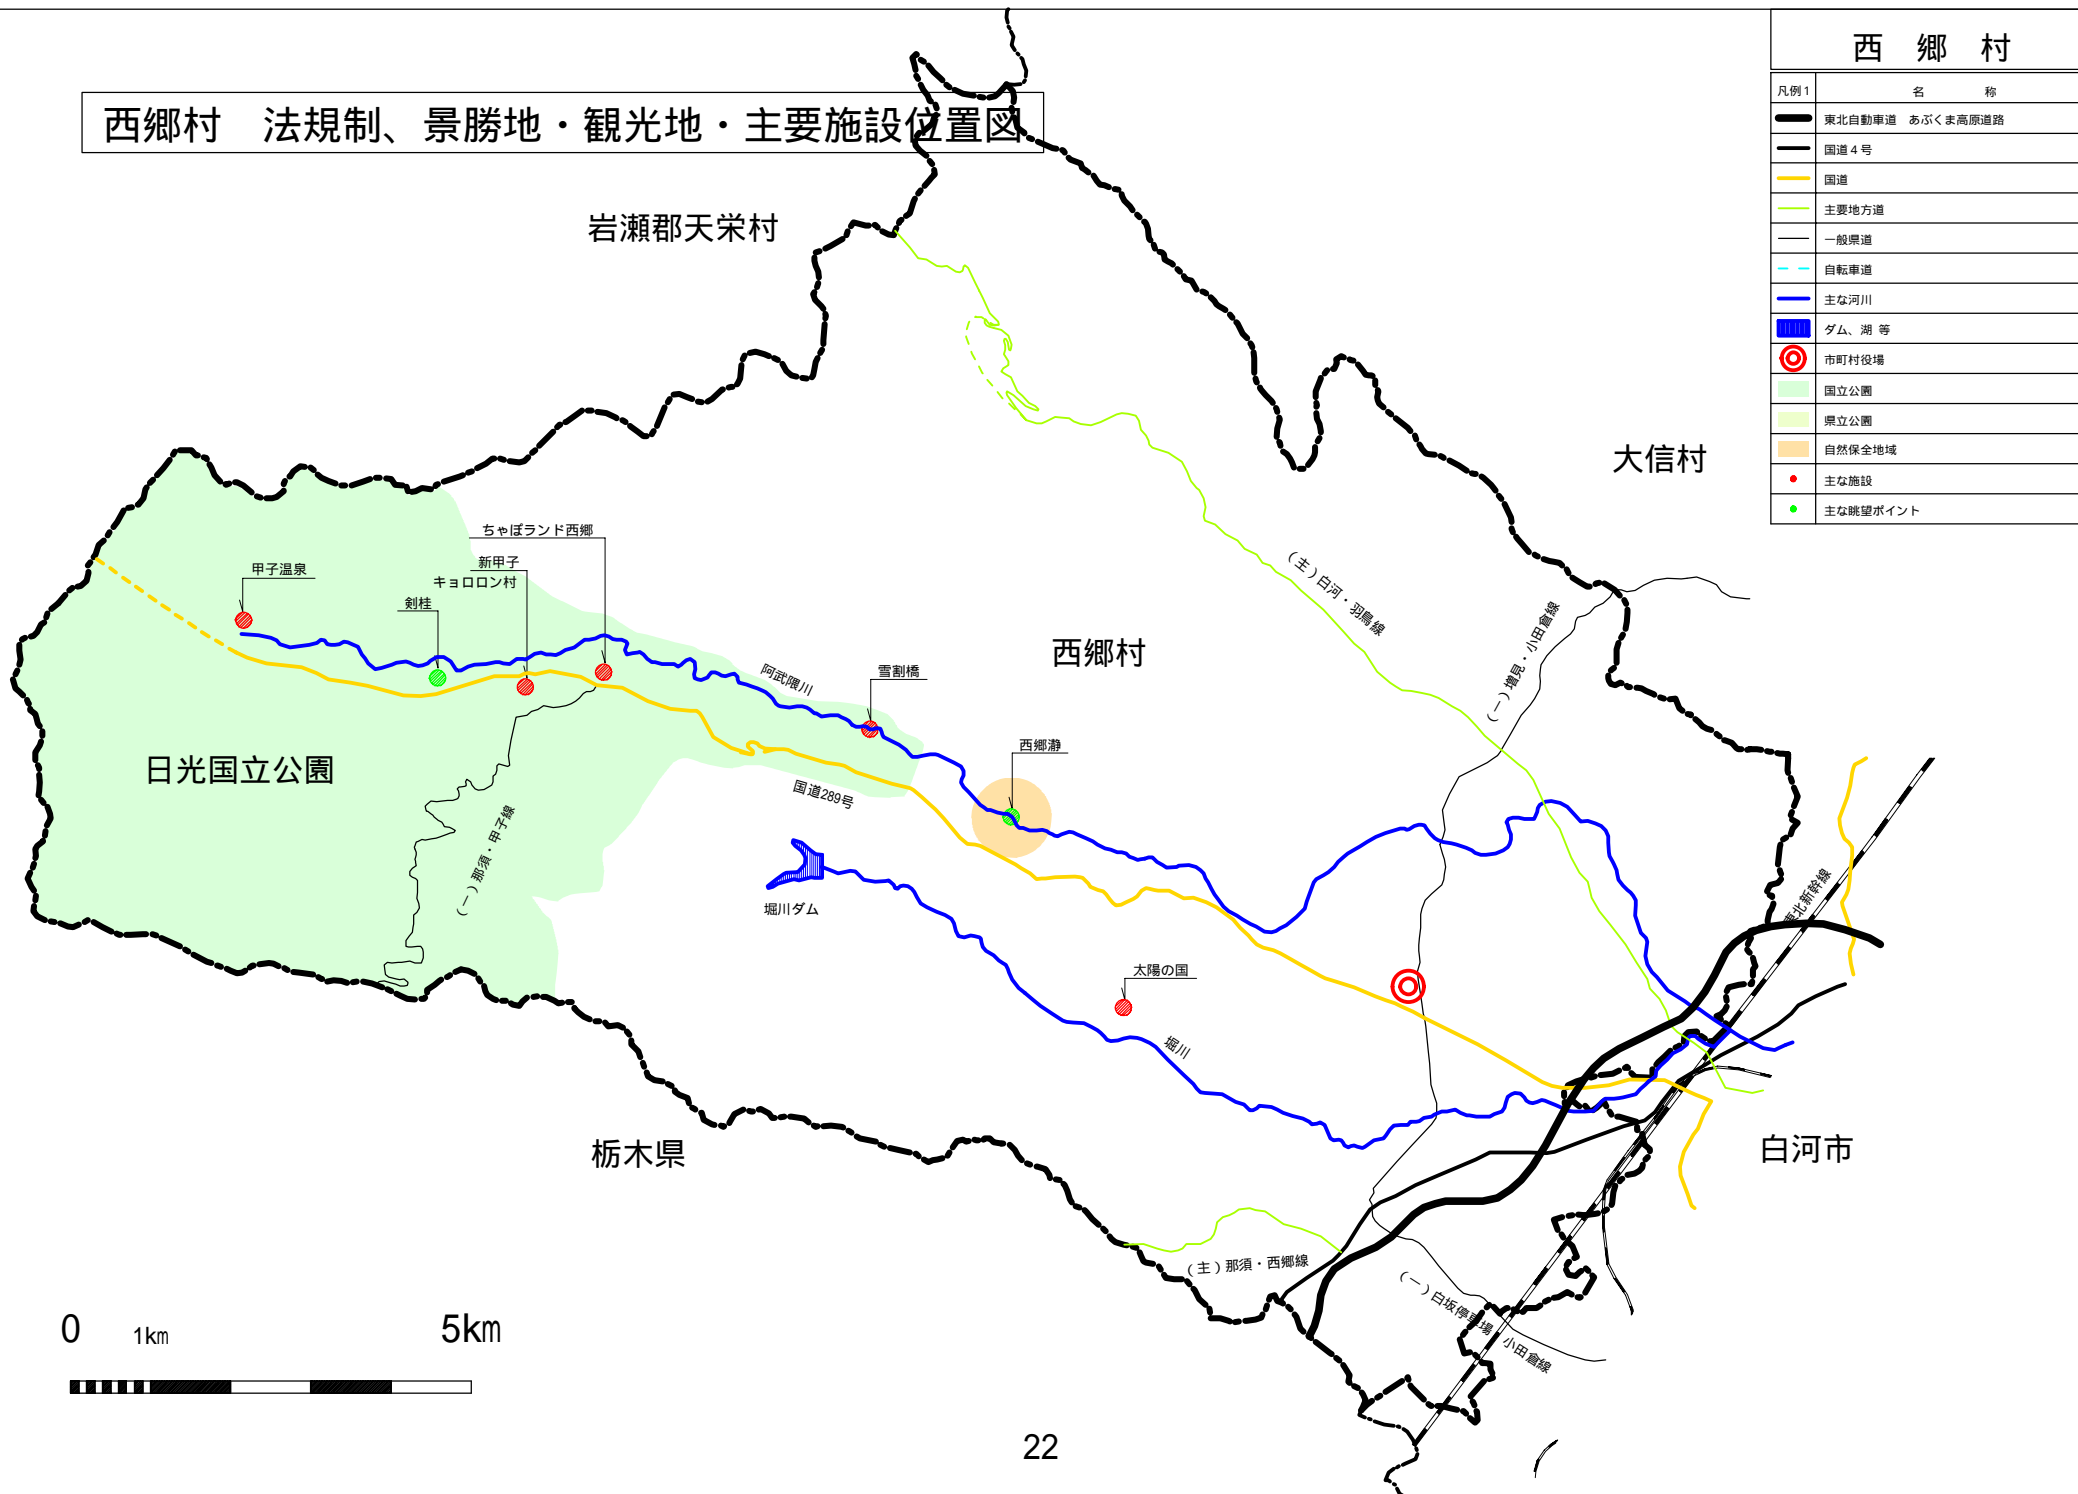 西郷村　法規制、景勝地・観光地・主要施設位置図
西　郷　村
凡例1　名　称
東北自動車道　あぶくま高原道路
国道4号
国道
主要地方道
一般県道
自転車道
主な河川
ダム、湖 等
市町村役場
国立公園
県立公園
自然保全地域
主な施設
主な眺望ポイント
岩瀬郡天栄村
大信村
西郷村
日光国立公園
栃木県
白河市
ちゃぽランド西郷
新甲子
キョロロン村
甲子温泉
剣桂
阿武隈川
雪割橋
西郷瀞
国道289号
(一)那須・甲子線
堀川ダム
太陽の国
堀川
(主)白河・羽鳥線
(一)増見・小田倉線
東北新幹線
(主)那須・西郷線
(一)白坂停車場　小田倉線
0　1km　5km
22